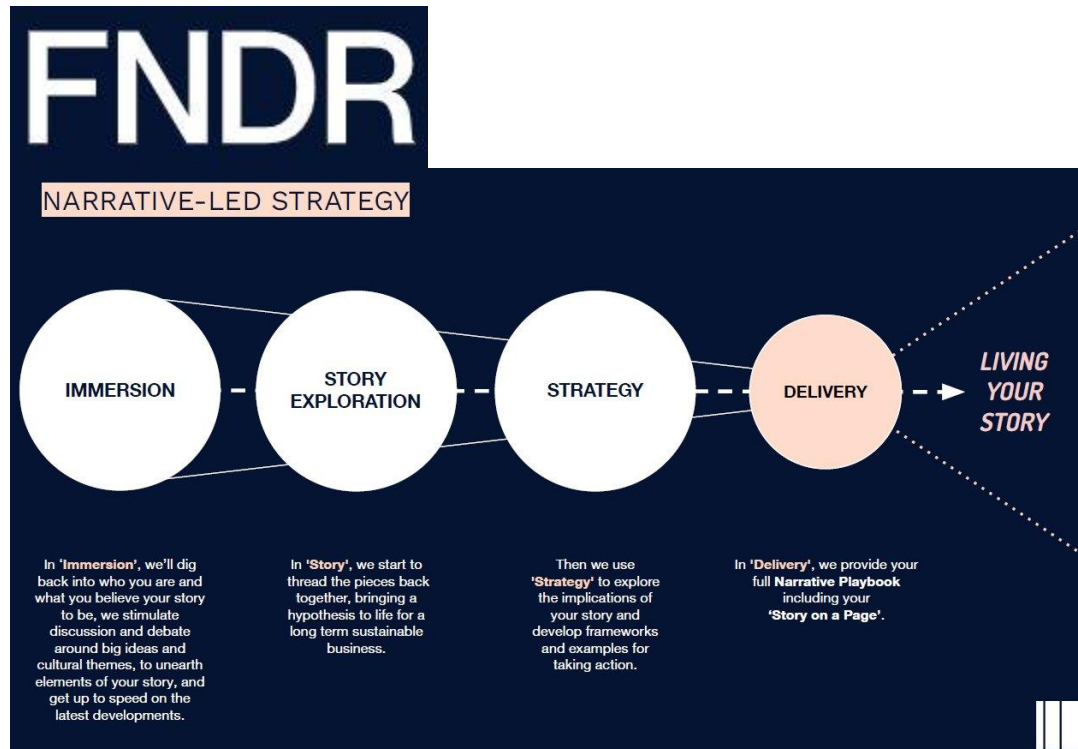 FNDR
NARRATIVE-LED STRATEGY
IMMERSION
STORY
EXPLORATION
STRATEGY
DELIVERY
LIVING
YOUR
STORY
In ‘Immersion’, we’ll dig
back into who you are and
what you believe your story
to be, we stimulate
discussion and debate
around big ideas and
cultural themes, to unearth
elements of your story, and
get up to speed on the
latest developments.
In 'Story', we start to
thread the pieces back
together, bringing a
hypothesis to life for a
long term sustainable
business.
Then we use
'Strategy' to explore
the implications of
your story and
develop frameworks
and examples for
taking action.
In 'Delivery', we provide your
full Narrative Playbook
including your
‘Story on a Page’.